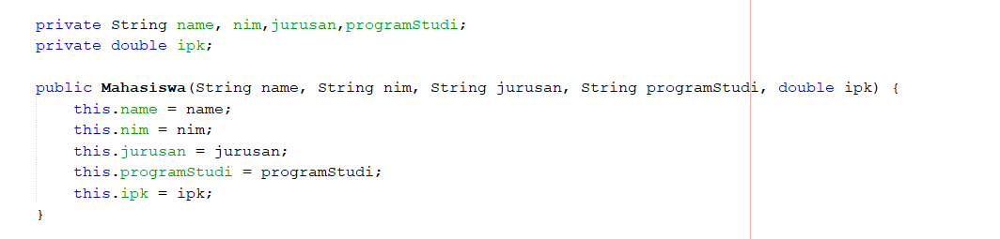 private String name, nim,jurusan,programStudi;
private double ipk;
public Mahasiswa(String name, String nim, String jurusan, String programStudi, double ipk) {
this.name = name;
this.nim = nim;
this.jurusan = jurusan;
this.programStudi = programStudi;
this.ipk = ipk;
}